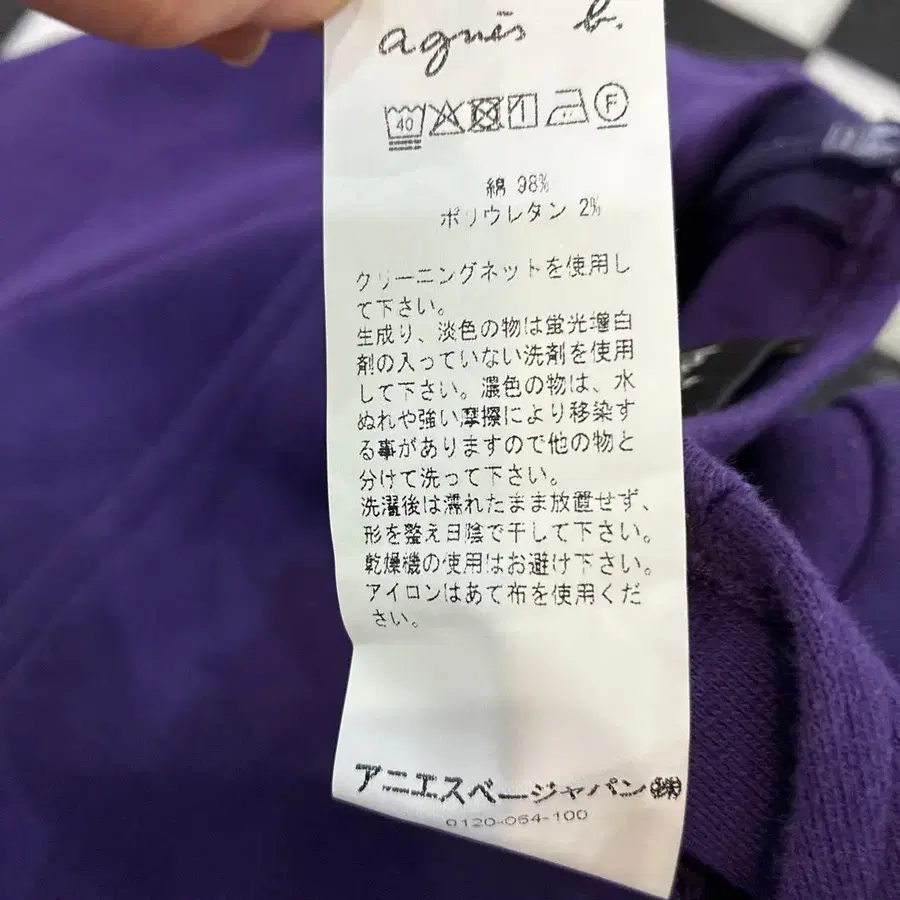 agnès b.
40 F
綿 98%
ポリウレタン 2%
クリーニングネットを使用し
て下さい。
生成り、淡色の物は蛍光増白
剤の入っていない洗剤を使用
して下さい。濃色の物は、水
ぬれや強い摩擦により移染す
る事がありますので他の物と
分けて洗って下さい。
洗濯後は濡れたまま放置せず、
形を整え日陰で干して下さい。
乾燥機の使用はお避け下さい。
アイロンはあて布を使用くだ
さい。
アニエスベージャパン㈱
0120-054-100